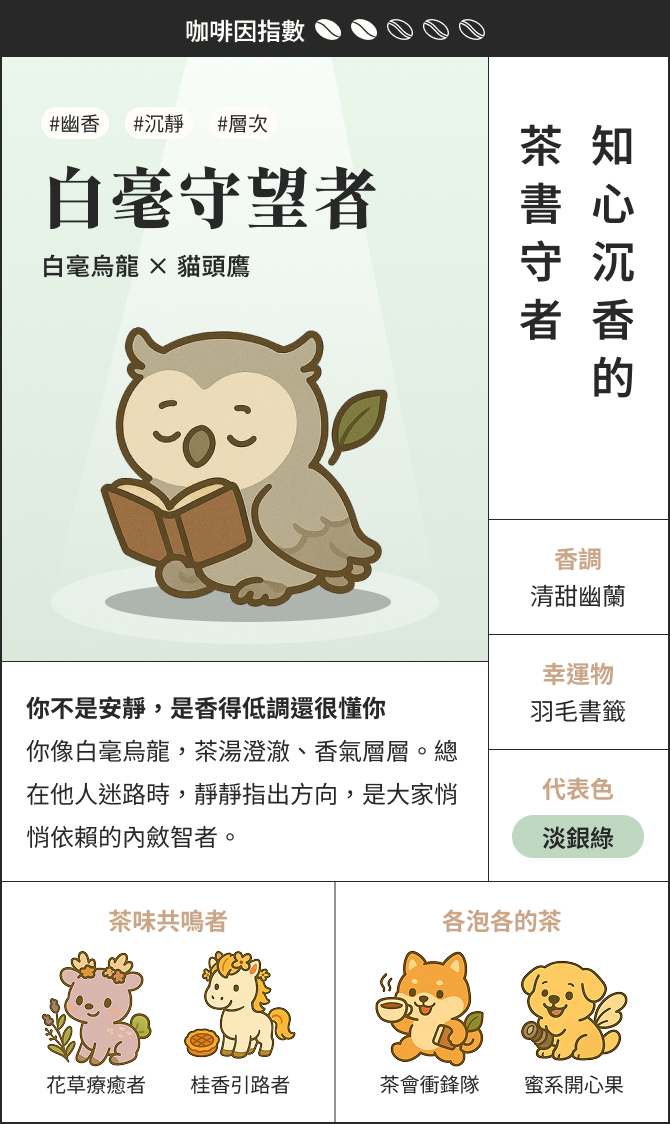 咖啡因指數
#幽香 #沉靜 #層次
白毫守望者
白毫烏龍 × 貓頭鷹
知心沉香的
茶書守者
香調
清甜幽蘭
幸運物
羽毛書籤
代表色
淡銀綠
你不是安靜，是香得低調還很懂你
你像白毫烏龍，茶湯澄澈、香氣層層。總
在他人迷路時，靜靜指出方向，是大家悄
悄依賴的內斂智者。
茶味共鳴者
花草療癒者
桂香引路者
各泡各的茶
茶會衝鋒隊
蜜系開心果